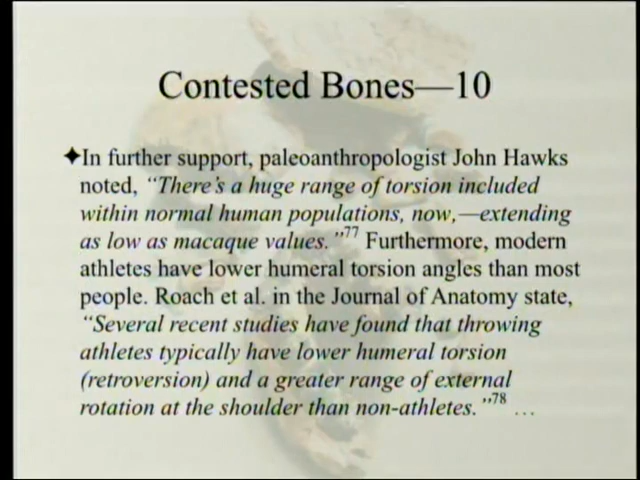 Contested Bones—10
✦In further support, paleoanthropologist John Hawks
noted, “There’s a huge range of torsion included
within normal human populations, now,—extending
as low as macaque values.”77 Furthermore, modern
athletes have lower humeral torsion angles than most
people. Roach et al. in the Journal of Anatomy state,
“Several recent studies have found that throwing
athletes typically have lower humeral torsion
(retroversion) and a greater range of external
rotation at the shoulder than non-athletes.”78 …